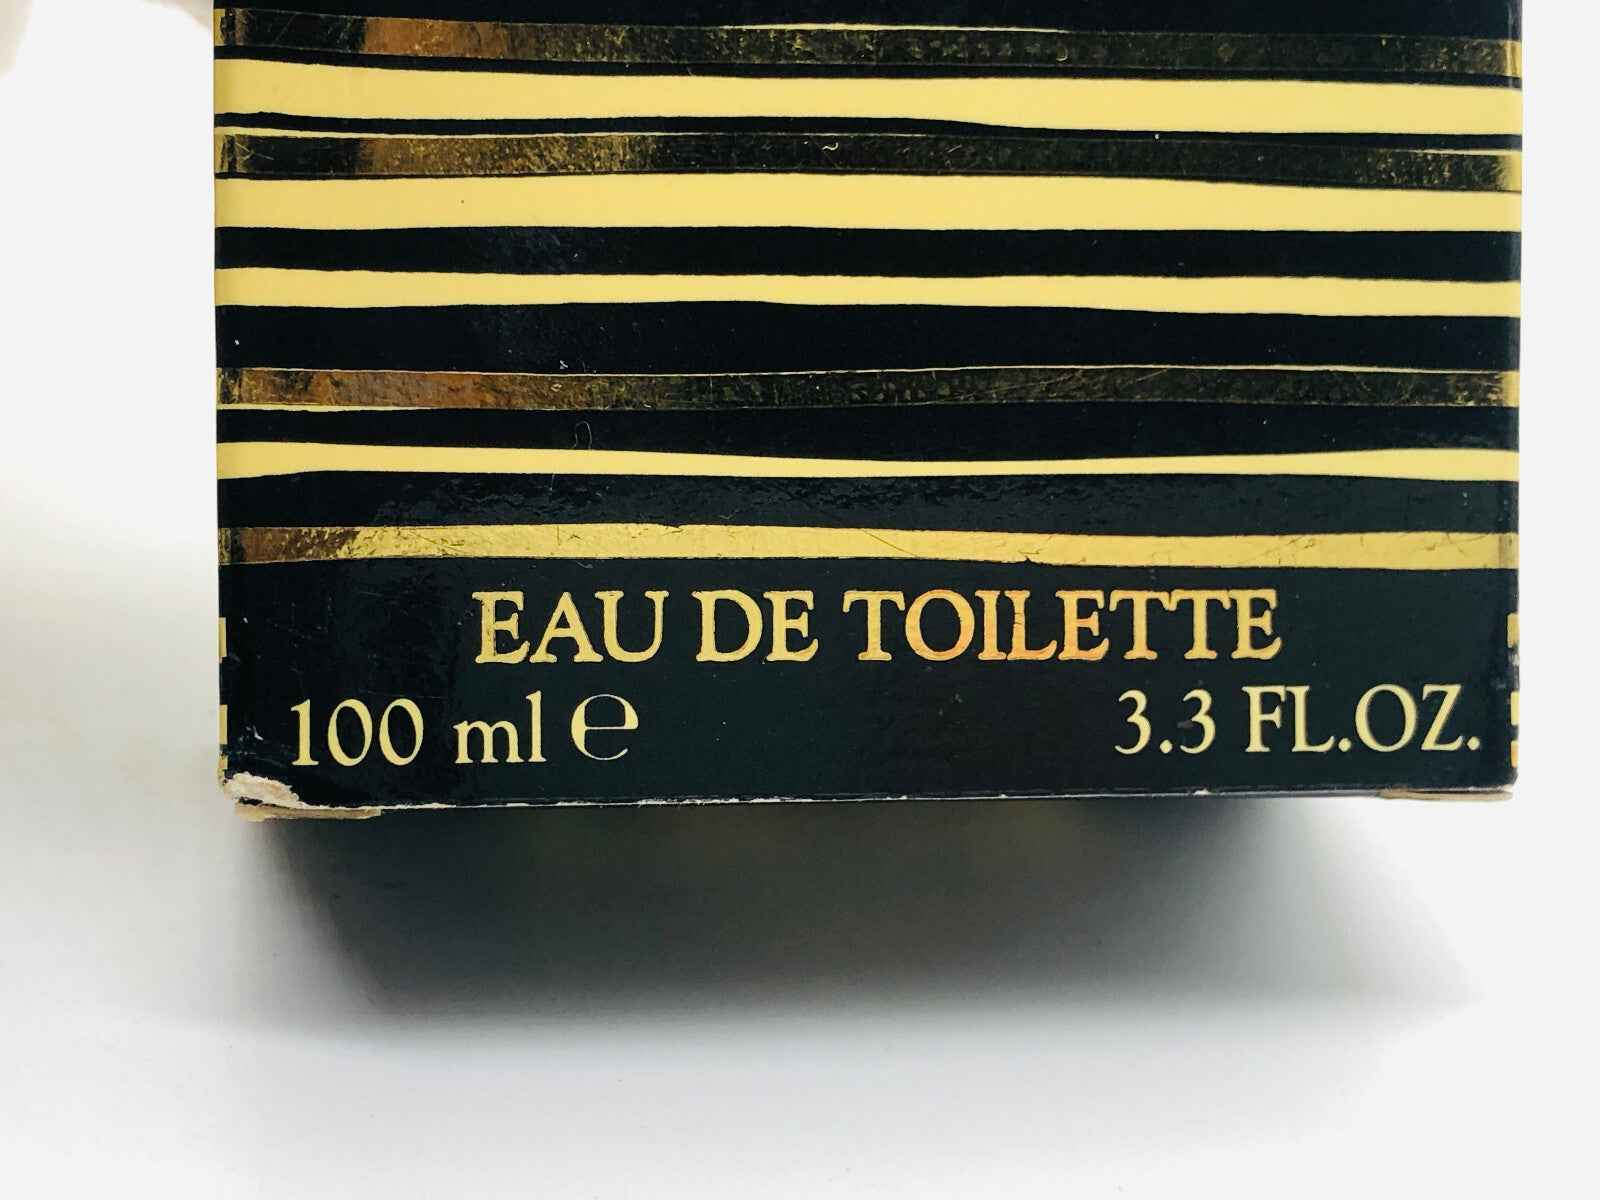 EAU DE TOILETTE
100 ml ℮ 3.3 FL.OZ.